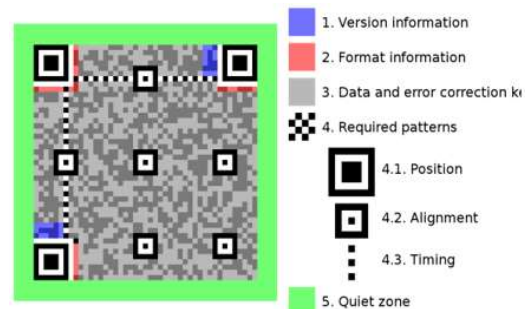 1. Version information
2. Format information
3. Data and error correction
4. Required patterns
4.1. Position
4.2. Alignment
4.3. Timing
5. Quiet zone